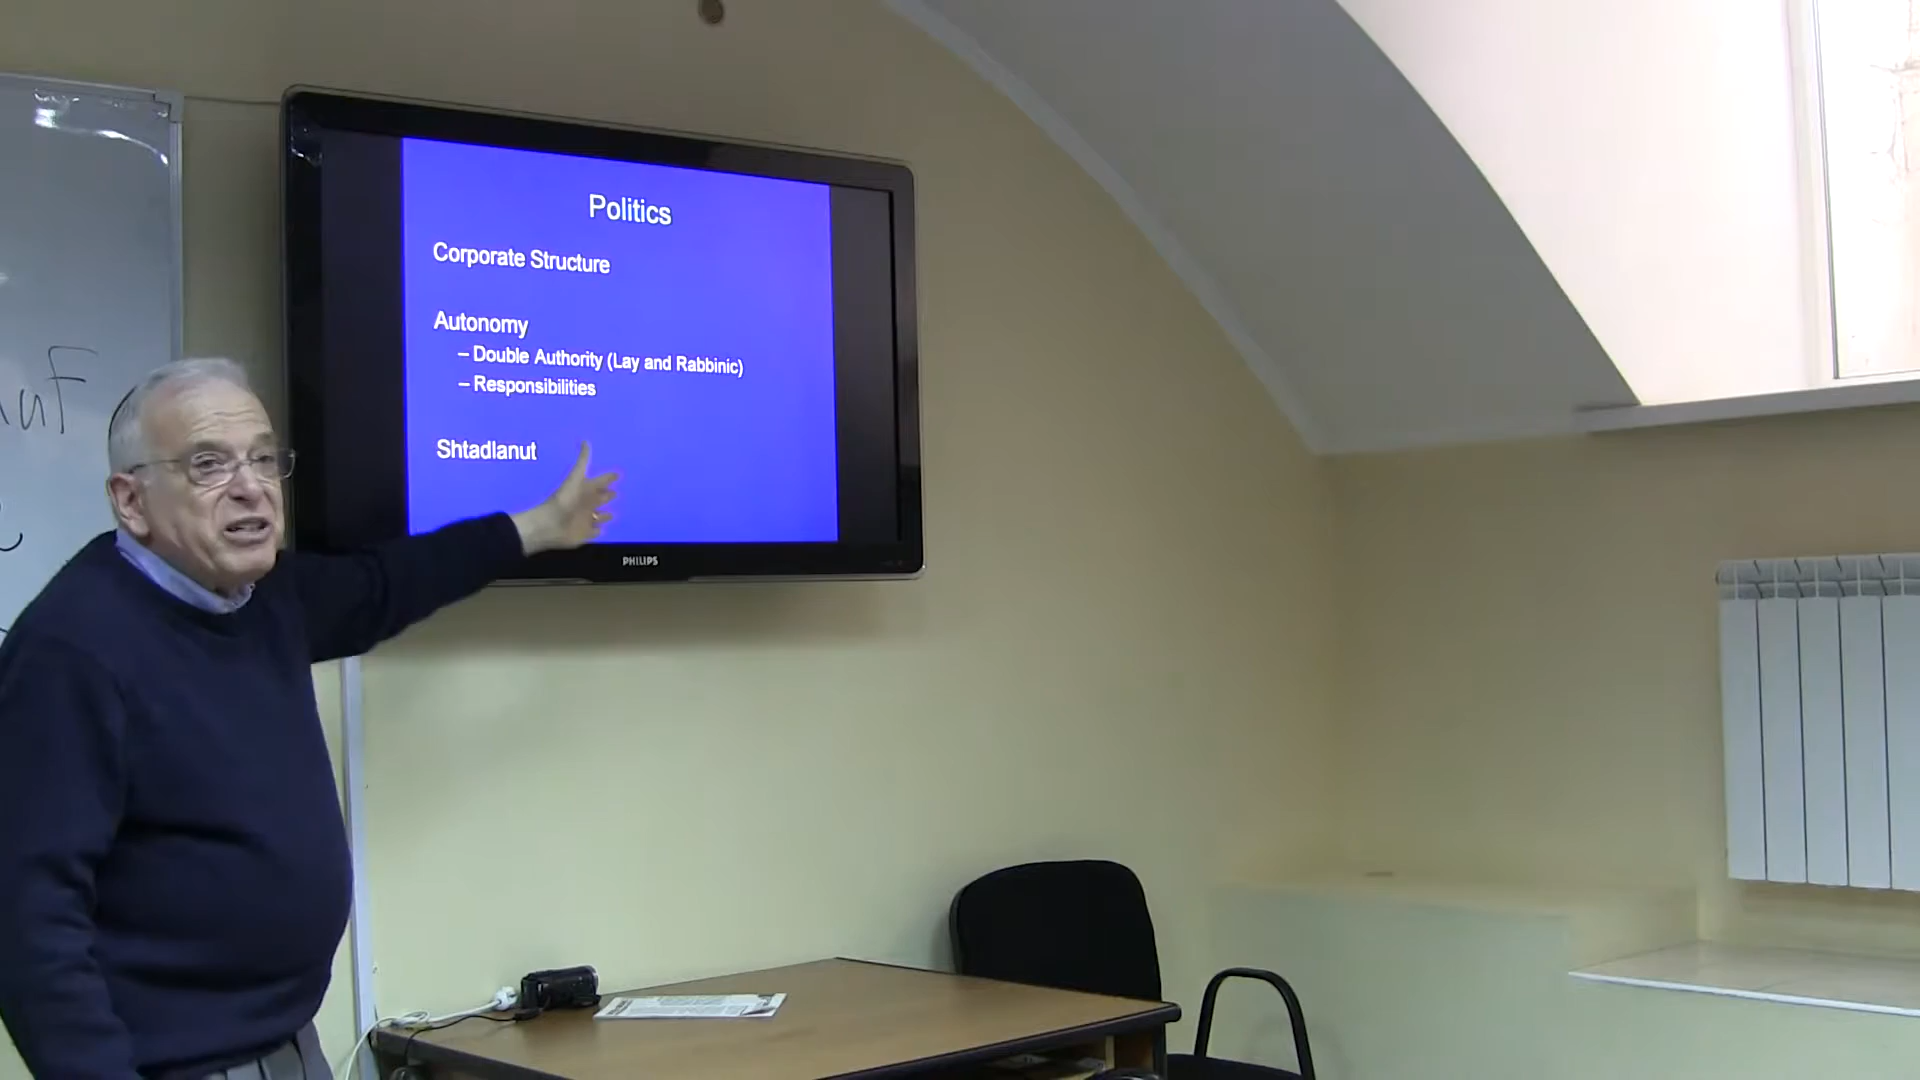 Politics
Corporate Structure
Autonomy
– Double Authority (Lay and Rabbinic)
– Responsibilities
Shtadlanut
PHILIPS